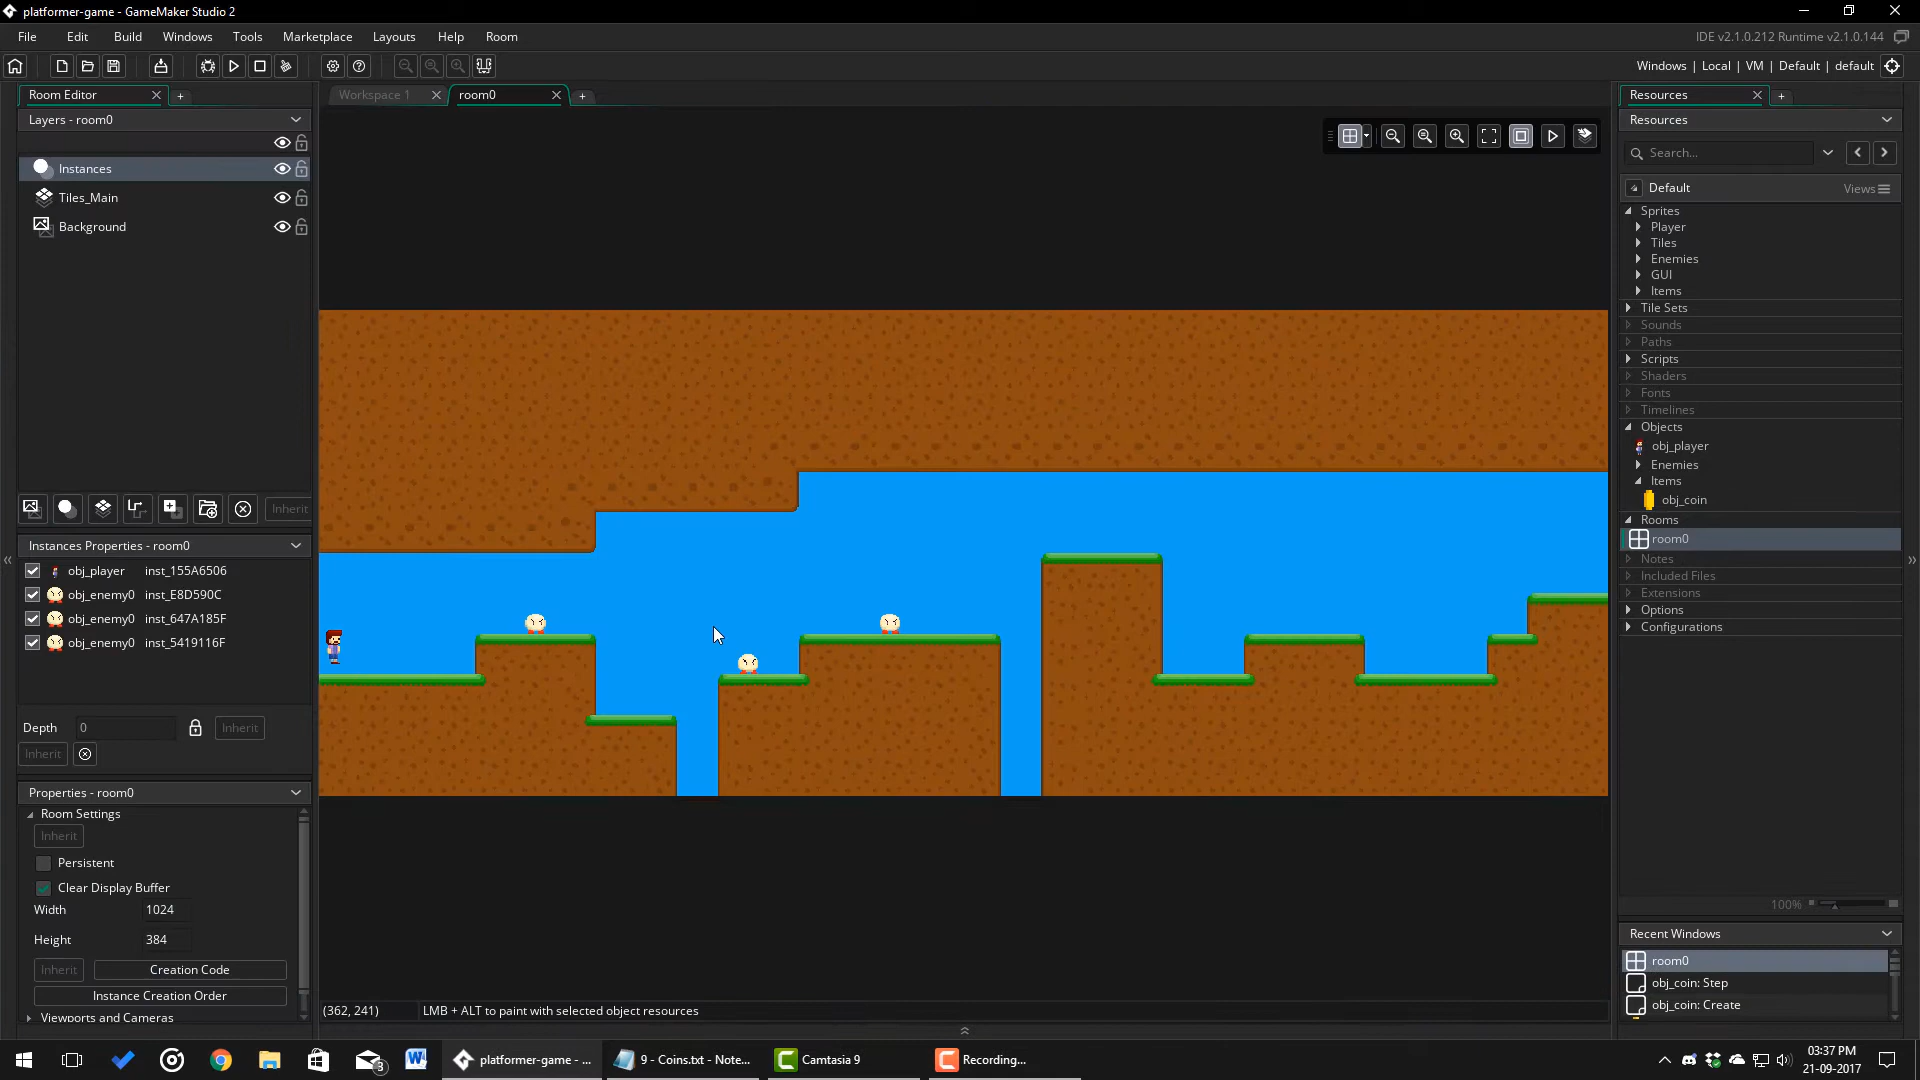 platformer-game - GameMaker Studio 2
File Edit Build Windows Tools Marketplace Layouts Help Room
IDE v2.1.0.212 Runtime v2.1.0.144
Windows | Local | VM | Default | default
Room Editor
Workspace 1
room0
Resources
Layers - room0
Resources
Search...
Instances
Tiles_Main
Background
Default
Views
Sprites
Player
Tiles
Enemies
GUI
Items
Tile Sets
Sounds
Paths
Scripts
Shaders
Fonts
Timelines
Objects
obj_player
Enemies
Items
obj_coin
Rooms
room0
Notes
Included Files
Extensions
Options
Configurations
Inherit
Instances Properties - room0
obj_player inst_155A6506
obj_enemy0 inst_E8D590C
obj_enemy0 inst_647A185F
obj_enemy0 inst_5419116F
Depth 0 Inherit
Inherit
Properties - room0
Room Settings
Inherit
Persistent
Clear Display Buffer
Width 1024
Height 384
Inherit Creation Code
Instance Creation Order
Viewports and Cameras
(362, 241) LMB + ALT to paint with selected object resources
100%
Recent Windows
room0
obj_coin: Step
obj_coin: Create
3
platformer-game - ...
9 - Coins.txt - Note...
Camtasia 9
Recording...
03:37 PM
21-09-2017